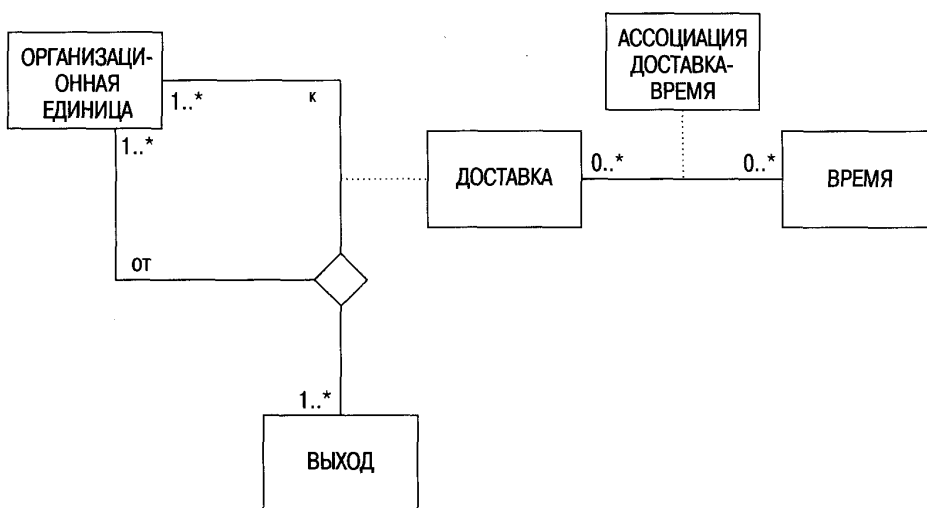 ОРГАНИЗАЦИ-
ОННАЯ
ЕДИНИЦА
1..*
к
1..*
от
АССОЦИАЦИЯ
ДОСТАВКА-
ВРЕМЯ
ДОСТАВКА
0..*
0..*
ВРЕМЯ
1..*
ВЫХОД